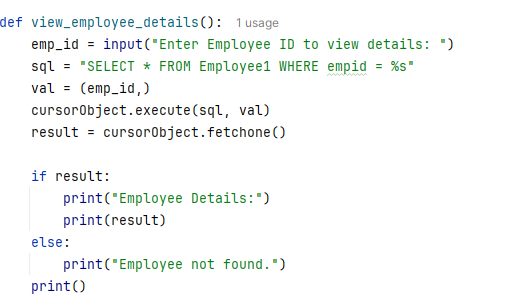 def view_employee_details():  1 usage
    emp_id = input("Enter Employee ID to view details: ")
    sql = "SELECT * FROM Employee1 WHERE empid = %s"
    val = (emp_id,)
    cursorObject.execute(sql, val)
    result = cursorObject.fetchone()

    if result:
        print("Employee Details:")
        print(result)
    else:
        print("Employee not found.")
    print()